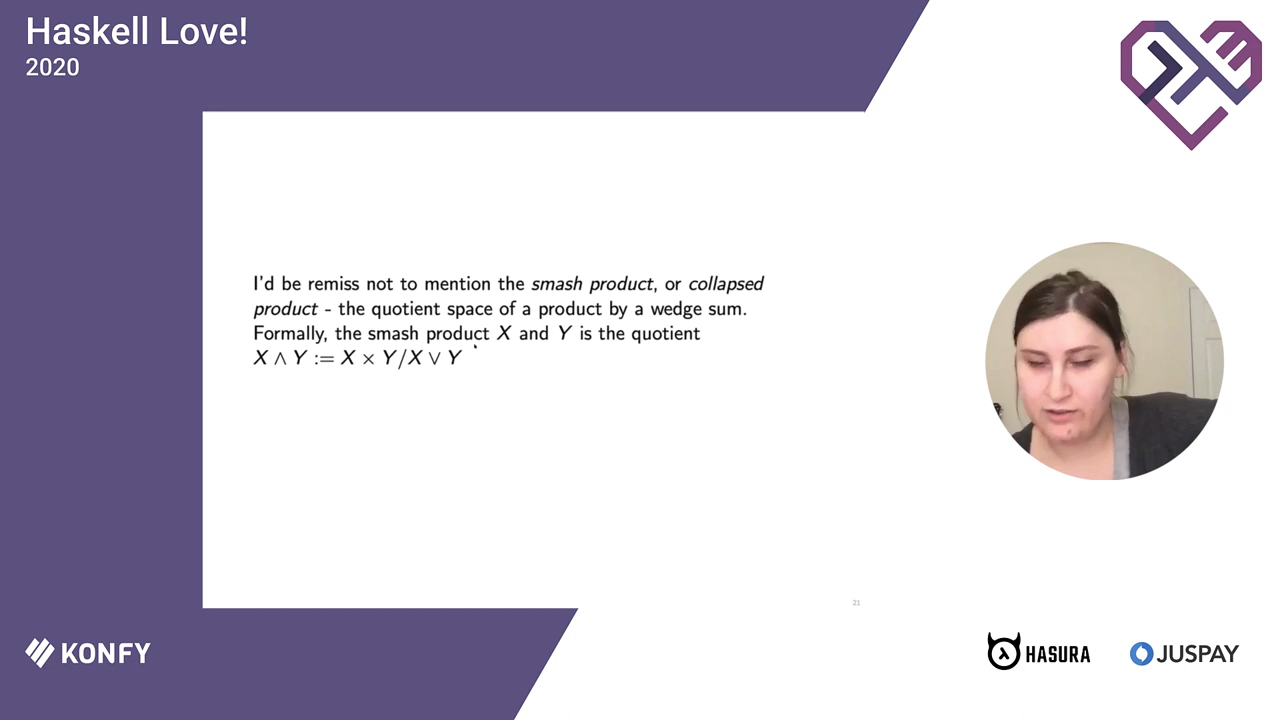 Haskell Love!
2020
I'd be remiss not to mention the smash product, or collapsed
product - the quotient space of a product by a wedge sum.
Formally, the smash product X and Y is the quotient
X ∧ Y := X × Y/X ∨ Y
21
KONFY
HASURA
JUSPAY